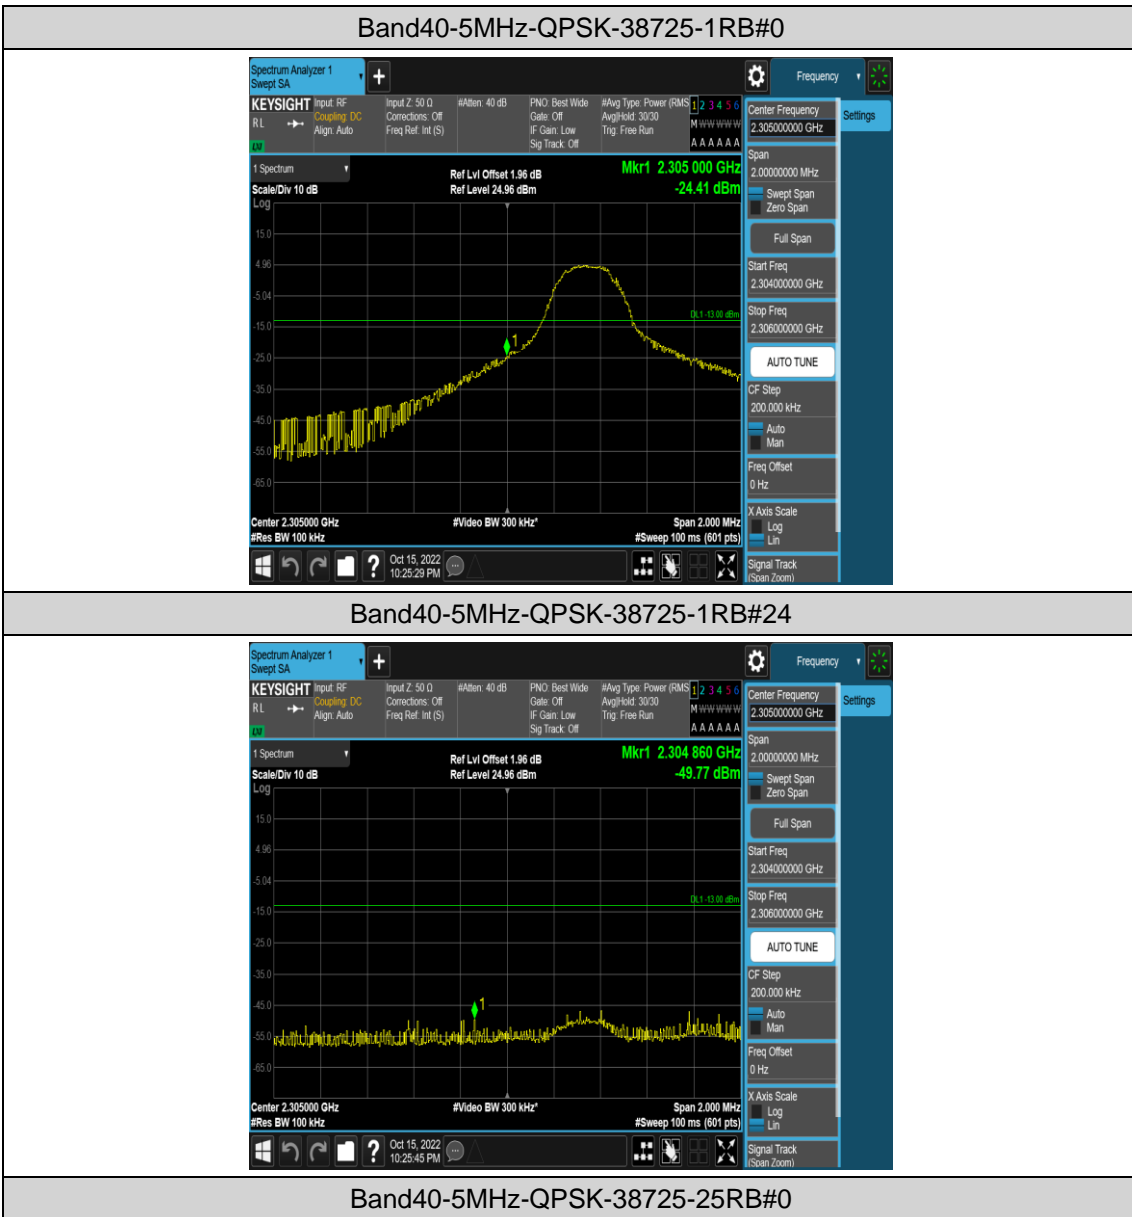 Band40-5MHz-QPSK-38725-1RB#0
Spectrum Analyzer 1
Swept SA
+
Frequency
KEYSIGHT
RL
LXI
Input: RF
Coupling: DC
Align: Auto
Input Z: 50 Ω
Corrections: Off
Freq Ref: Int (S)
#Atten: 40 dB
PNO: Best Wide
Gate: Off
IF Gain: Low
Sig Track: Off
#Avg Type: Power (RMS
Avg|Hold: 30/30
Trig: Free Run
1 2 3 4 5 6
M W W W W W
A A A A A A
Center Frequency
2.305000000 GHz
Settings
1 Spectrum
Scale/Div 10 dB
Ref Lvl Offset 1.96 dB
Ref Level 24.96 dBm
Mkr1 2.305 000 GHz
-24.41 dBm
Log
15.0
4.96
-5.04
-15.0
-25.0
-35.0
-45.0
-55.0
-65.0
DL1 -13.00 dBm
1
Span
2.00000000 MHz
Swept Span
Zero Span
Full Span
Start Freq
2.304000000 GHz
Stop Freq
2.306000000 GHz
AUTO TUNE
CF Step
200.000 kHz
Auto
Man
Freq Offset
0 Hz
X Axis Scale
Log
Lin
Signal Track
(Span Zoom)
Center 2.305000 GHz
#Res BW 100 kHz
#Video BW 300 kHz*
Span 2.000 MHz
#Sweep 100 ms (601 pts)
?
Oct 15, 2022
10:25:29 PM
Band40-5MHz-QPSK-38725-1RB#24
Spectrum Analyzer 1
Swept SA
+
Frequency
KEYSIGHT
RL
LXI
Input: RF
Coupling: DC
Align: Auto
Input Z: 50 Ω
Corrections: Off
Freq Ref: Int (S)
#Atten: 40 dB
PNO: Best Wide
Gate: Off
IF Gain: Low
Sig Track: Off
#Avg Type: Power (RMS
Avg|Hold: 30/30
Trig: Free Run
1 2 3 4 5 6
M W W W W W
A A A A A A
Center Frequency
2.305000000 GHz
Settings
1 Spectrum
Scale/Div 10 dB
Ref Lvl Offset 1.96 dB
Ref Level 24.96 dBm
Mkr1 2.304 860 GHz
-49.77 dBm
Log
15.0
4.96
-5.04
-15.0
-25.0
-35.0
-45.0
-55.0
-65.0
DL1 -13.00 dBm
1
Span
2.00000000 MHz
Swept Span
Zero Span
Full Span
Start Freq
2.304000000 GHz
Stop Freq
2.306000000 GHz
AUTO TUNE
CF Step
200.000 kHz
Auto
Man
Freq Offset
0 Hz
X Axis Scale
Log
Lin
Signal Track
(Span Zoom)
Center 2.305000 GHz
#Res BW 100 kHz
#Video BW 300 kHz*
Span 2.000 MHz
#Sweep 100 ms (601 pts)
?
Oct 15, 2022
10:25:45 PM
Band40-5MHz-QPSK-38725-25RB#0